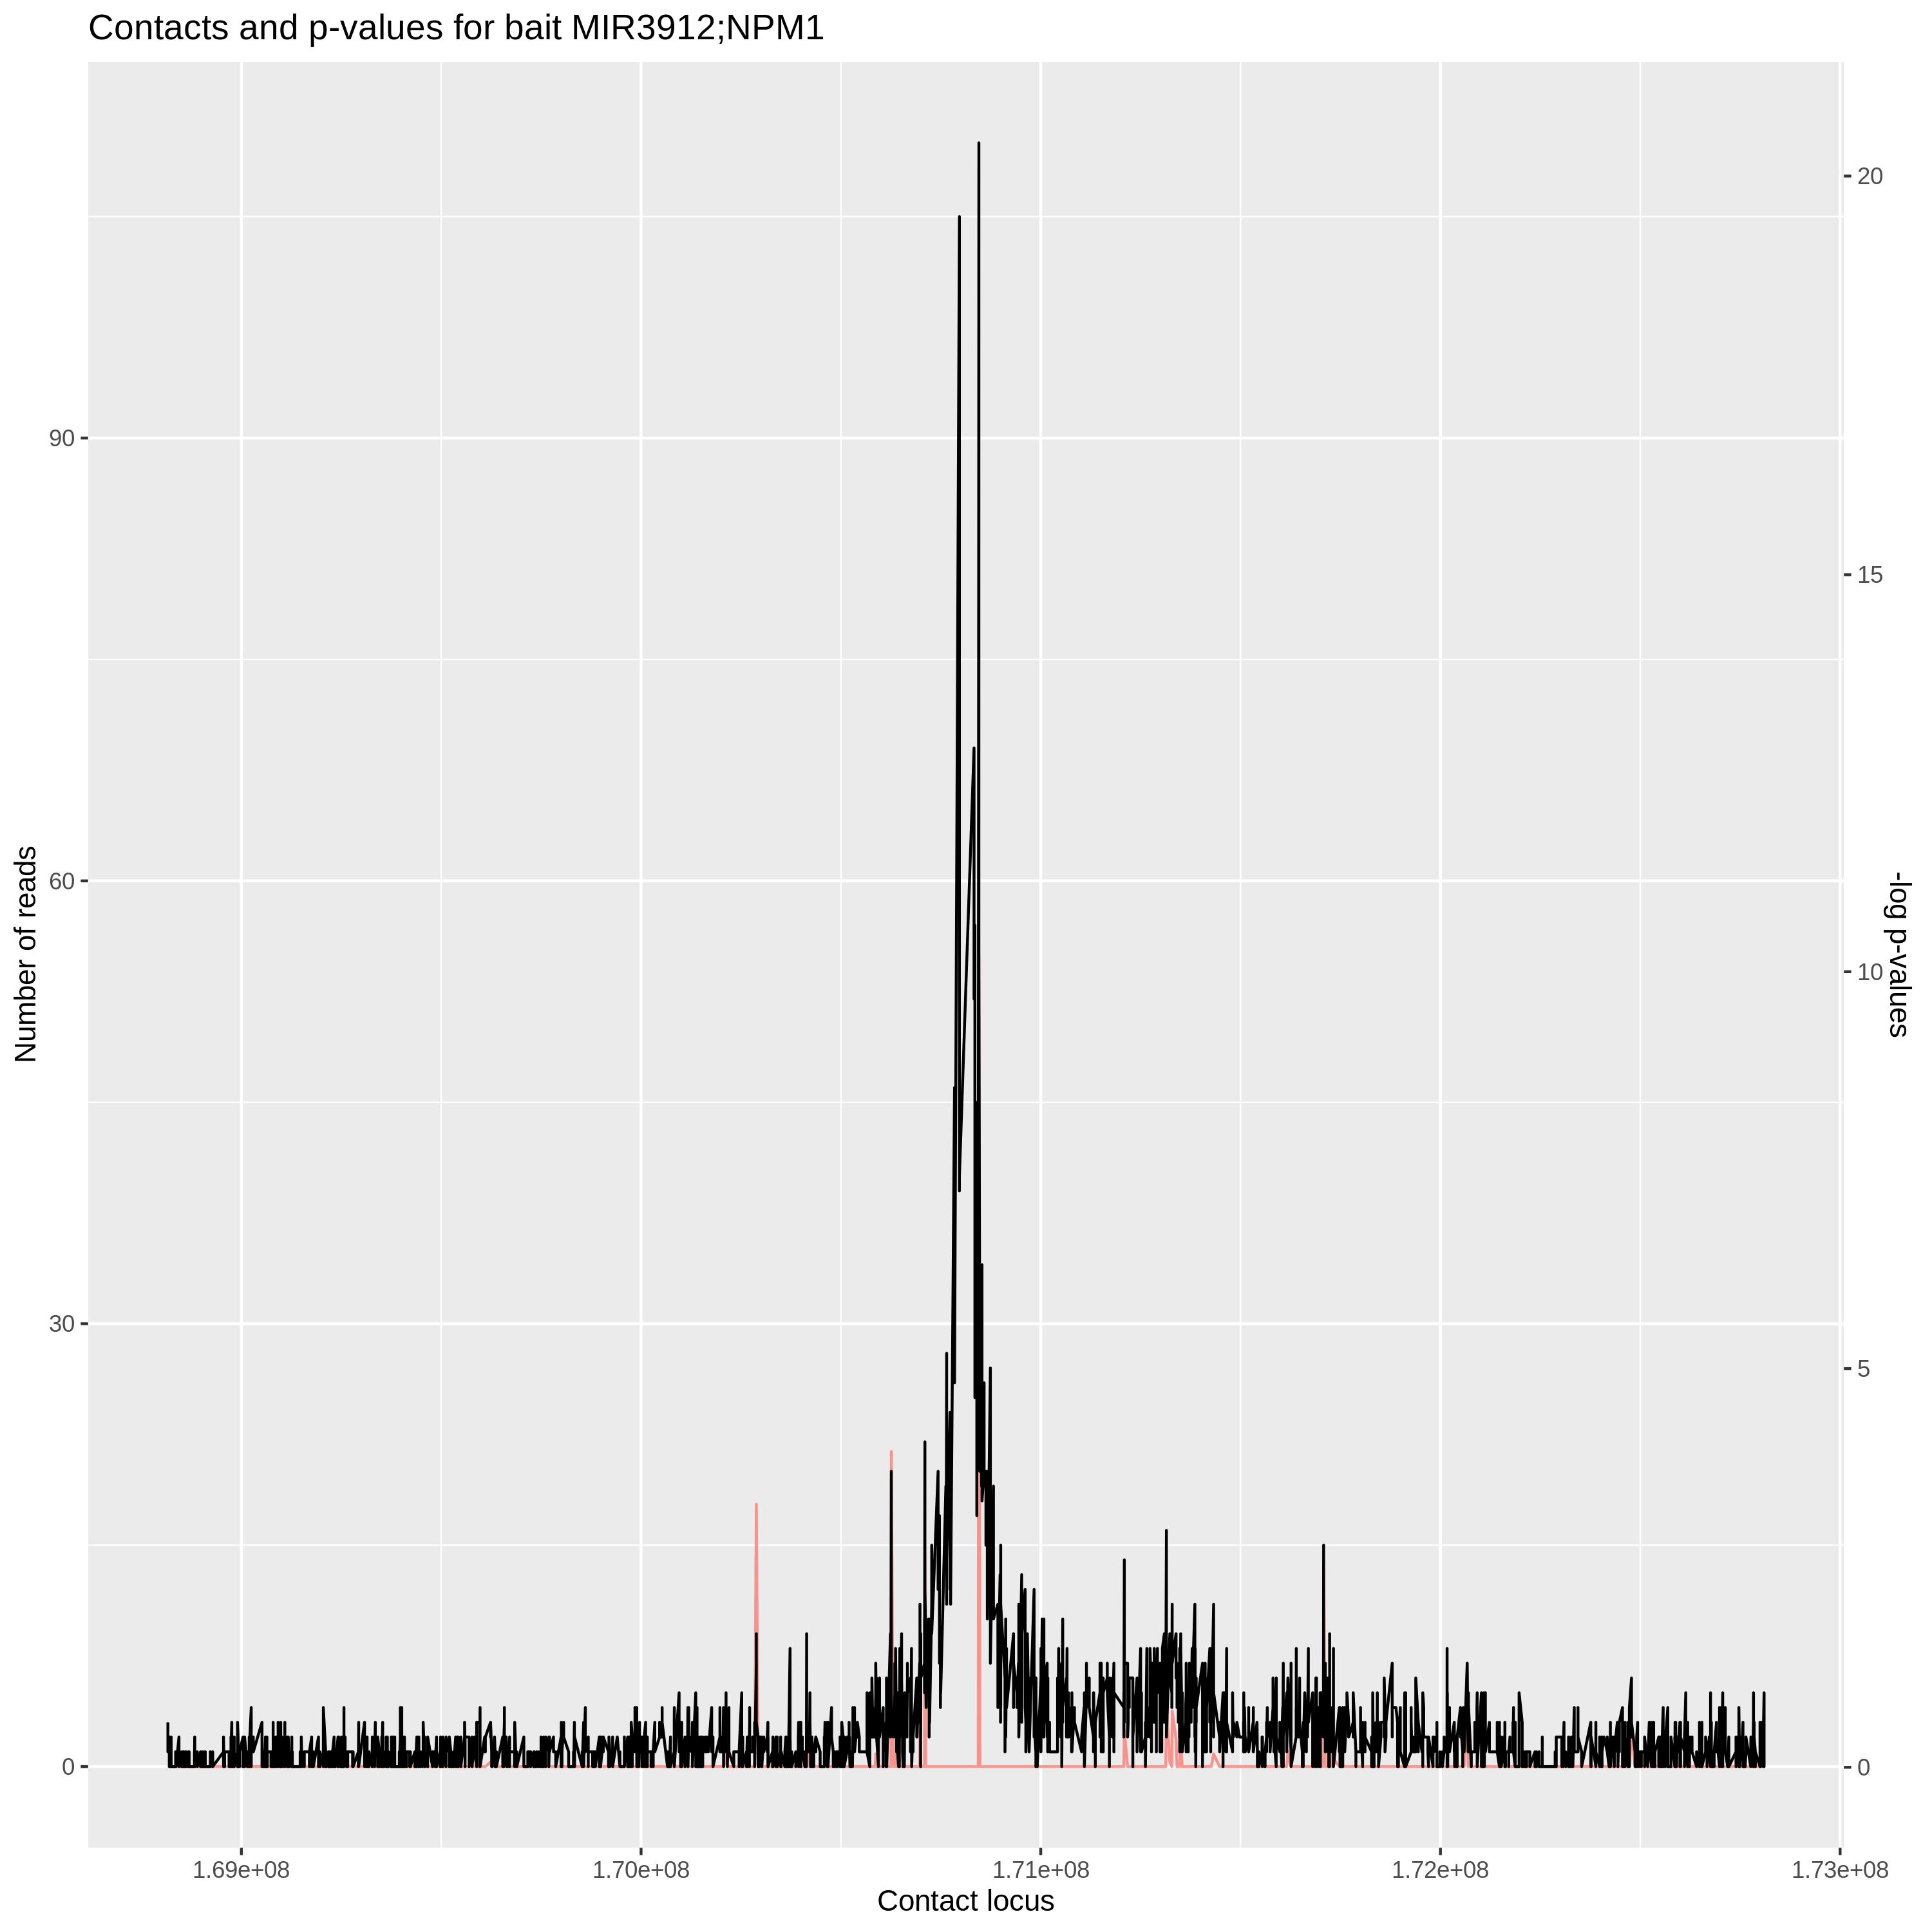 Contacts and p-values for bait MIR3912;NPM1
Number of reads
90
60
30
0
20
15
10
5
0
-log p-values
1.69e+08
1.70e+08
1.71e+08
1.72e+08
1.73e+08
Contact locus